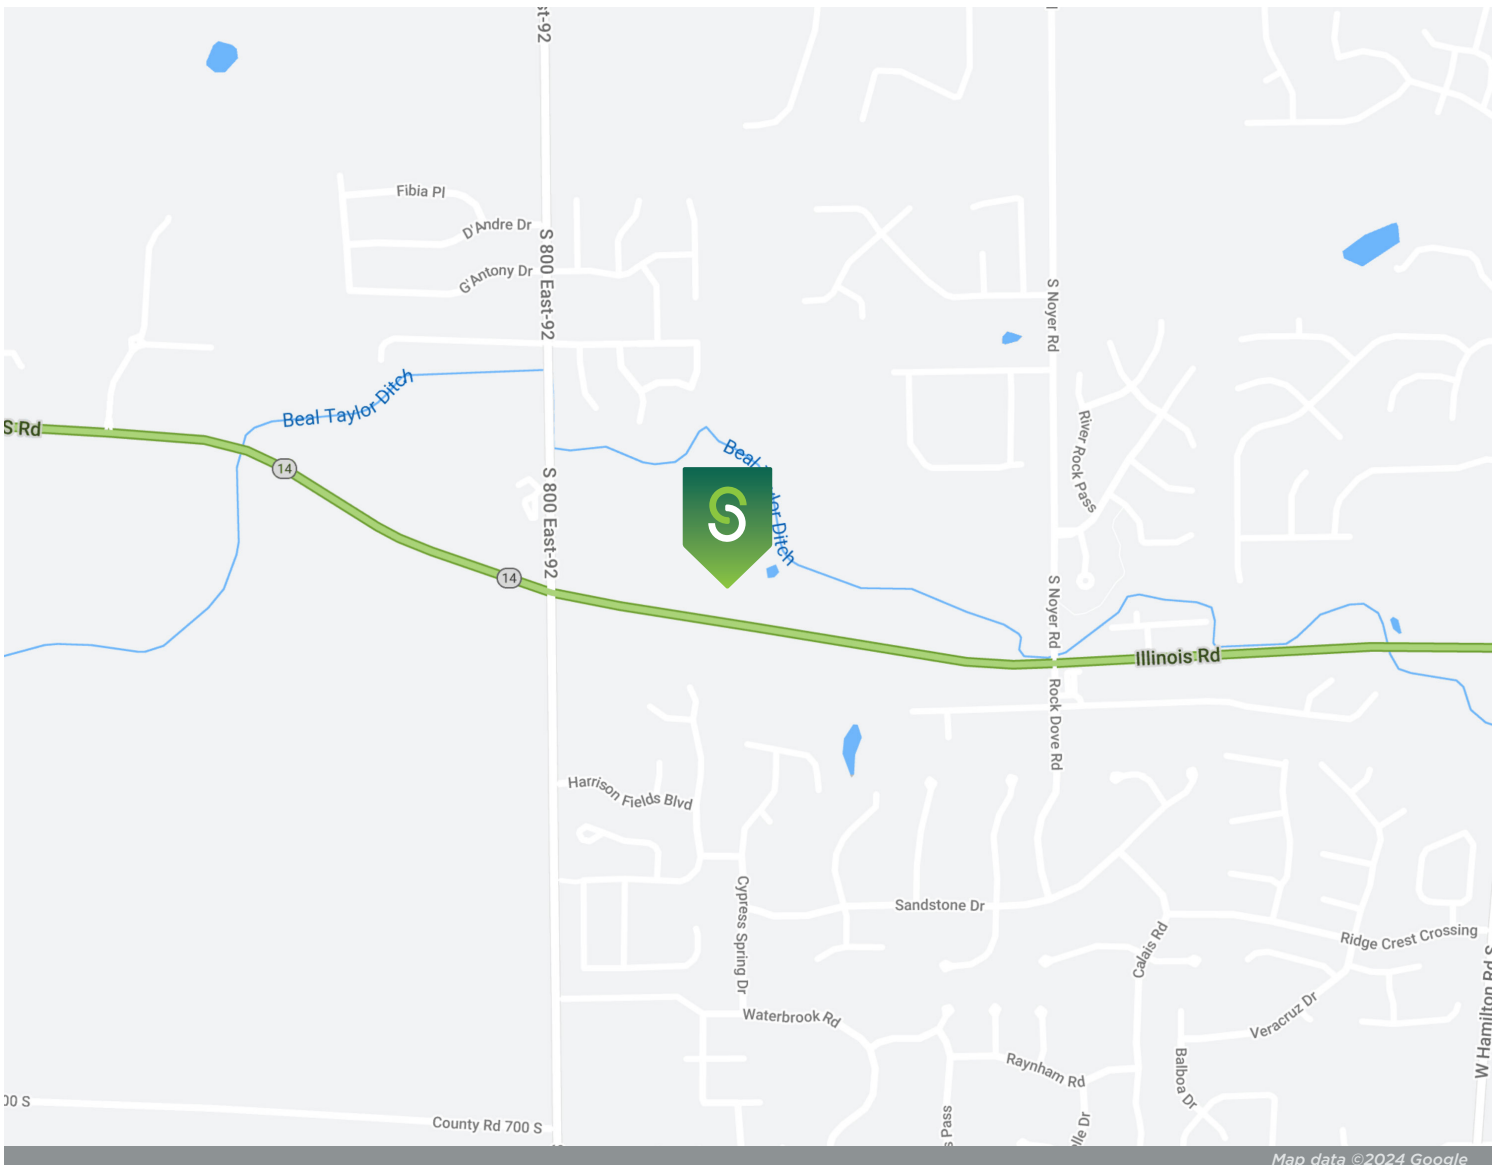 st-92
Fibia Pl
D'Andre Dr
G'Antony Dr
S 800 East-92
S Noyer Rd
Beal Taylor Ditch
S Rd
14
River Rock Pass
Beal
lor Ditch
S 800 East-92
14
S Noyer Rd
Illinois Rd
Rock Dove Rd
Harrison Fields Blvd
Cypress Spring Dr
Sandstone Dr
Calais Rd
Ridge Crest Crossing
W Hamilton Rd S
Veracruz Dr
Waterbrook Rd
Raynham Rd
Balboa Dr
00 S
County Rd 700 S
s Pass
lle Dr
Map data ©2024 Google